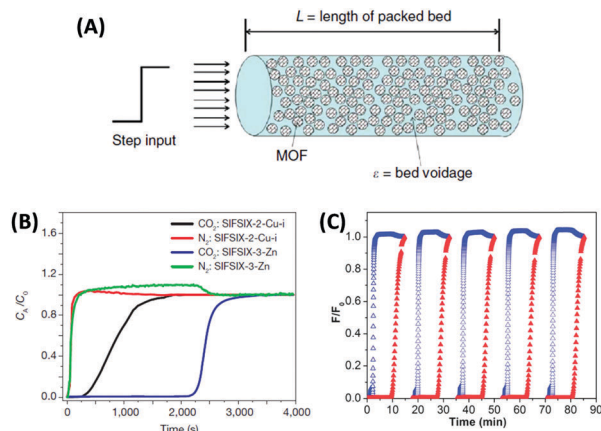 (A)
L = length of packed bed
Step input
MOF
ε = bed voidage
(B)
CO2: SIFSIX-2-Cu-i
N2: SIFSIX-2-Cu-i
CO2: SIFSIX-3-Zn
N2: SIFSIX-3-Zn
CA/C0
1.6
1.2
0.8
0.4
0
0 1,000 2,000 3,000 4,000
Time (s)
(C)
F/Fo
1.0
0.8
0.6
0.4
0.2
0.0
0 10 20 30 40 50 60 70 80 90
Time (min)